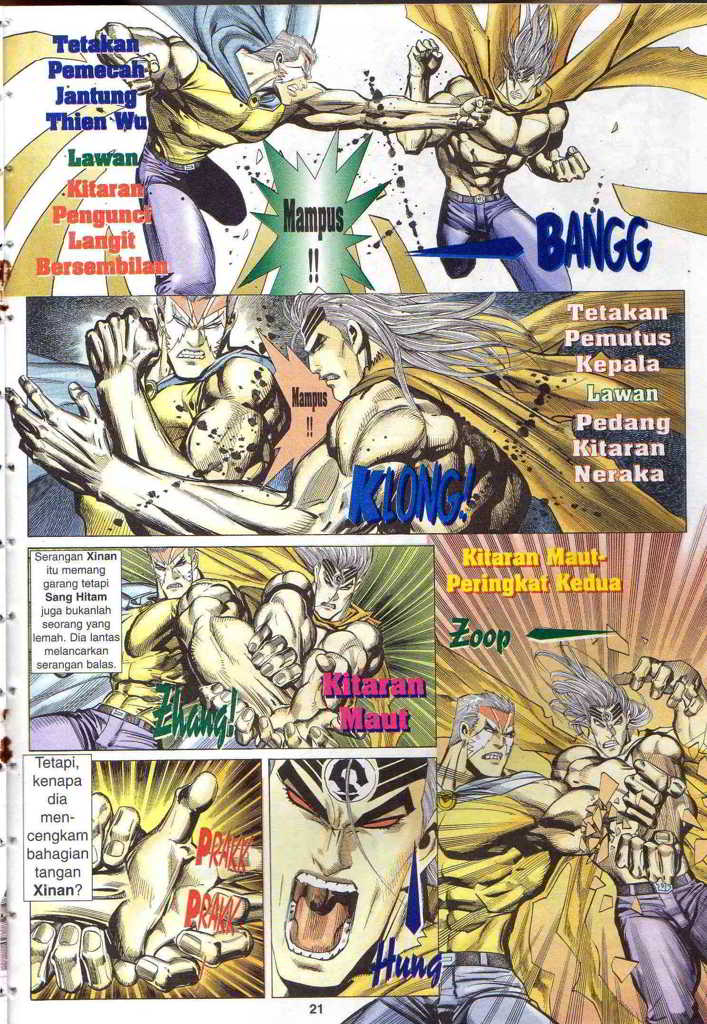 Tetakan
Pemecah
Jantung
Thien Wu
Lawan
Kitaran
Pengunci
Langit
Bersembilan
Mampus
!!
BANGG
Tetakan
Pemutus
Kepala
Lawan
Pedang
Kitaran
Neraka
Mampus
!!
KLONG!
Serangan Xinan
itu memang
garang tetapi
Sang Hitam
juga bukanlah
seorang yang
lemah. Dia lantas
melancarkan
serangan balas.
Zhang!
Kitaran
Maut
Kitaran Maut-
Peringkat Kedua
Zoop
Tetapi,
kenapa
dia
men-
cengkam
bahagian
tangan
Xinan?
PRAKK
PRAKK
Hung
21